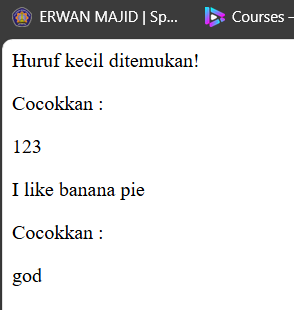 ERWAN MAJID | Sp... Courses –
Huruf kecil ditemukan!
Cocokkan :
123
I like banana pie
Cocokkan :
god